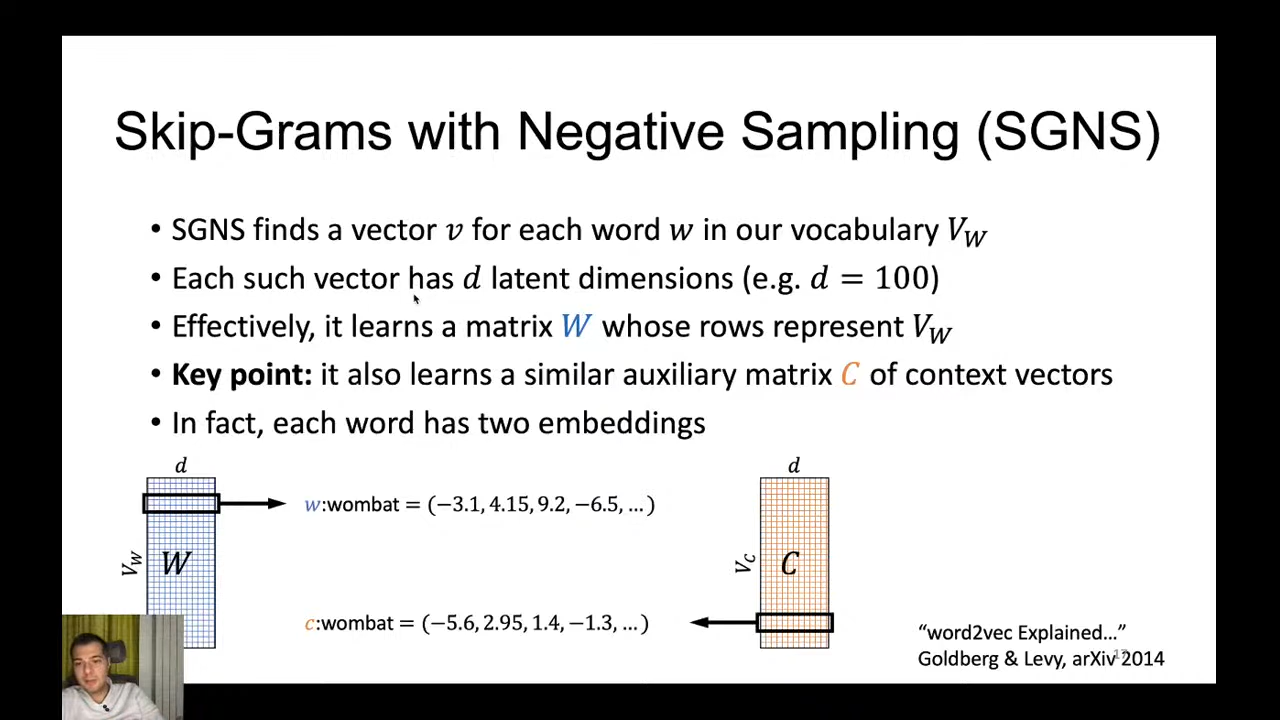 Skip-Grams with Negative Sampling (SGNS)
• SGNS finds a vector v for each word w in our vocabulary V_W
• Each such vector has d latent dimensions (e.g. d = 100)
• Effectively, it learns a matrix W whose rows represent V_W
• Key point: it also learns a similar auxiliary matrix C of context vectors
• In fact, each word has two embeddings
d
w:wombat = (−3.1, 4.15, 9.2, −6.5, …)
V_W
W
c:wombat = (−5.6, 2.95, 1.4, −1.3, …)
d
V_C
C
“word2vec Explained…”
Goldberg & Levy, arXiv 2014
17